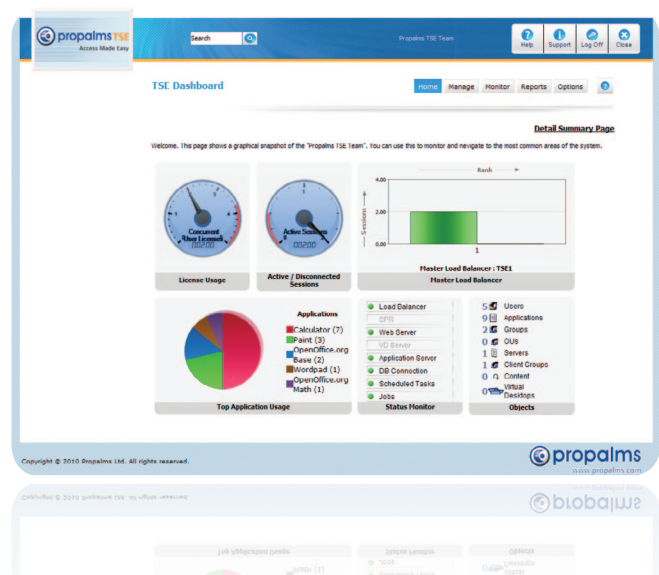 propalms TSE
Access Made Easy
Search
Propalms TSE Team
Help
Support
Log Off
Close
TSE Dashboard
Home
Manage
Monitor
Reports
Options
Detail Summary Page
Welcome. This page shows a graphical snapshot of the "Propalms TSE Team". You can use this to monitor and nevigate to the most common areas of the system.
Concurrent
User Licenses
00200
License Usage
Active Sessions
00200
Active / Disconnected
Sessions
Rank
4.00
2.00
0.00
Sessions
1
Master Load Balancer : TSE1
Master Load Balancer
Applications
Calculator (7)
Paint (3)
OpenOffice.org
Base (2)
Wordpad (1)
OpenOffice.org
Math (1)
Top Application Usage
Load Balancer
SPR
Web Server
VD Server
Application Server
DB Connection
Scheduled Tasks
Jobs
Status Monitor
5 Users
9 Applications
2 Groups
0 OUs
1 Servers
1 Client Groups
0 Content
0 Virtual
Desktops
Objects
Copyright © 2010 Propalms Ltd. All rights reserved.
propalms
www.propalms.com